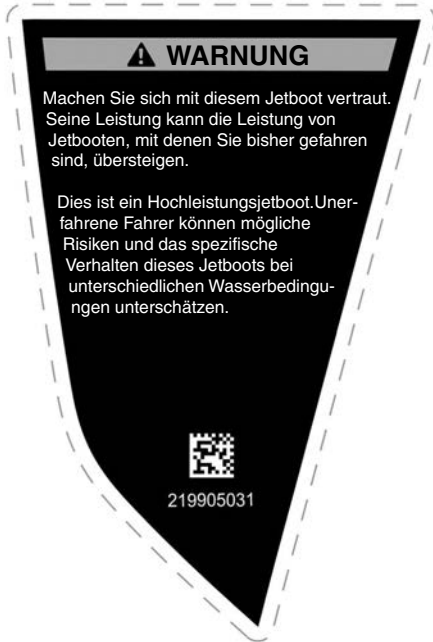 WARNUNG
Machen Sie sich mit diesem Jetboot vertraut.
Seine Leistung kann die Leistung von
Jetbooten, mit denen Sie bisher gefahren
sind, übersteigen.
Dies ist ein Hochleistungsjetboot.Uner-
fahrene Fahrer können mögliche
Risiken und das spezifische
Verhalten dieses Jetboots bei
unterschiedlichen Wasserbedingu-
ngen unterschätzen.
219905031